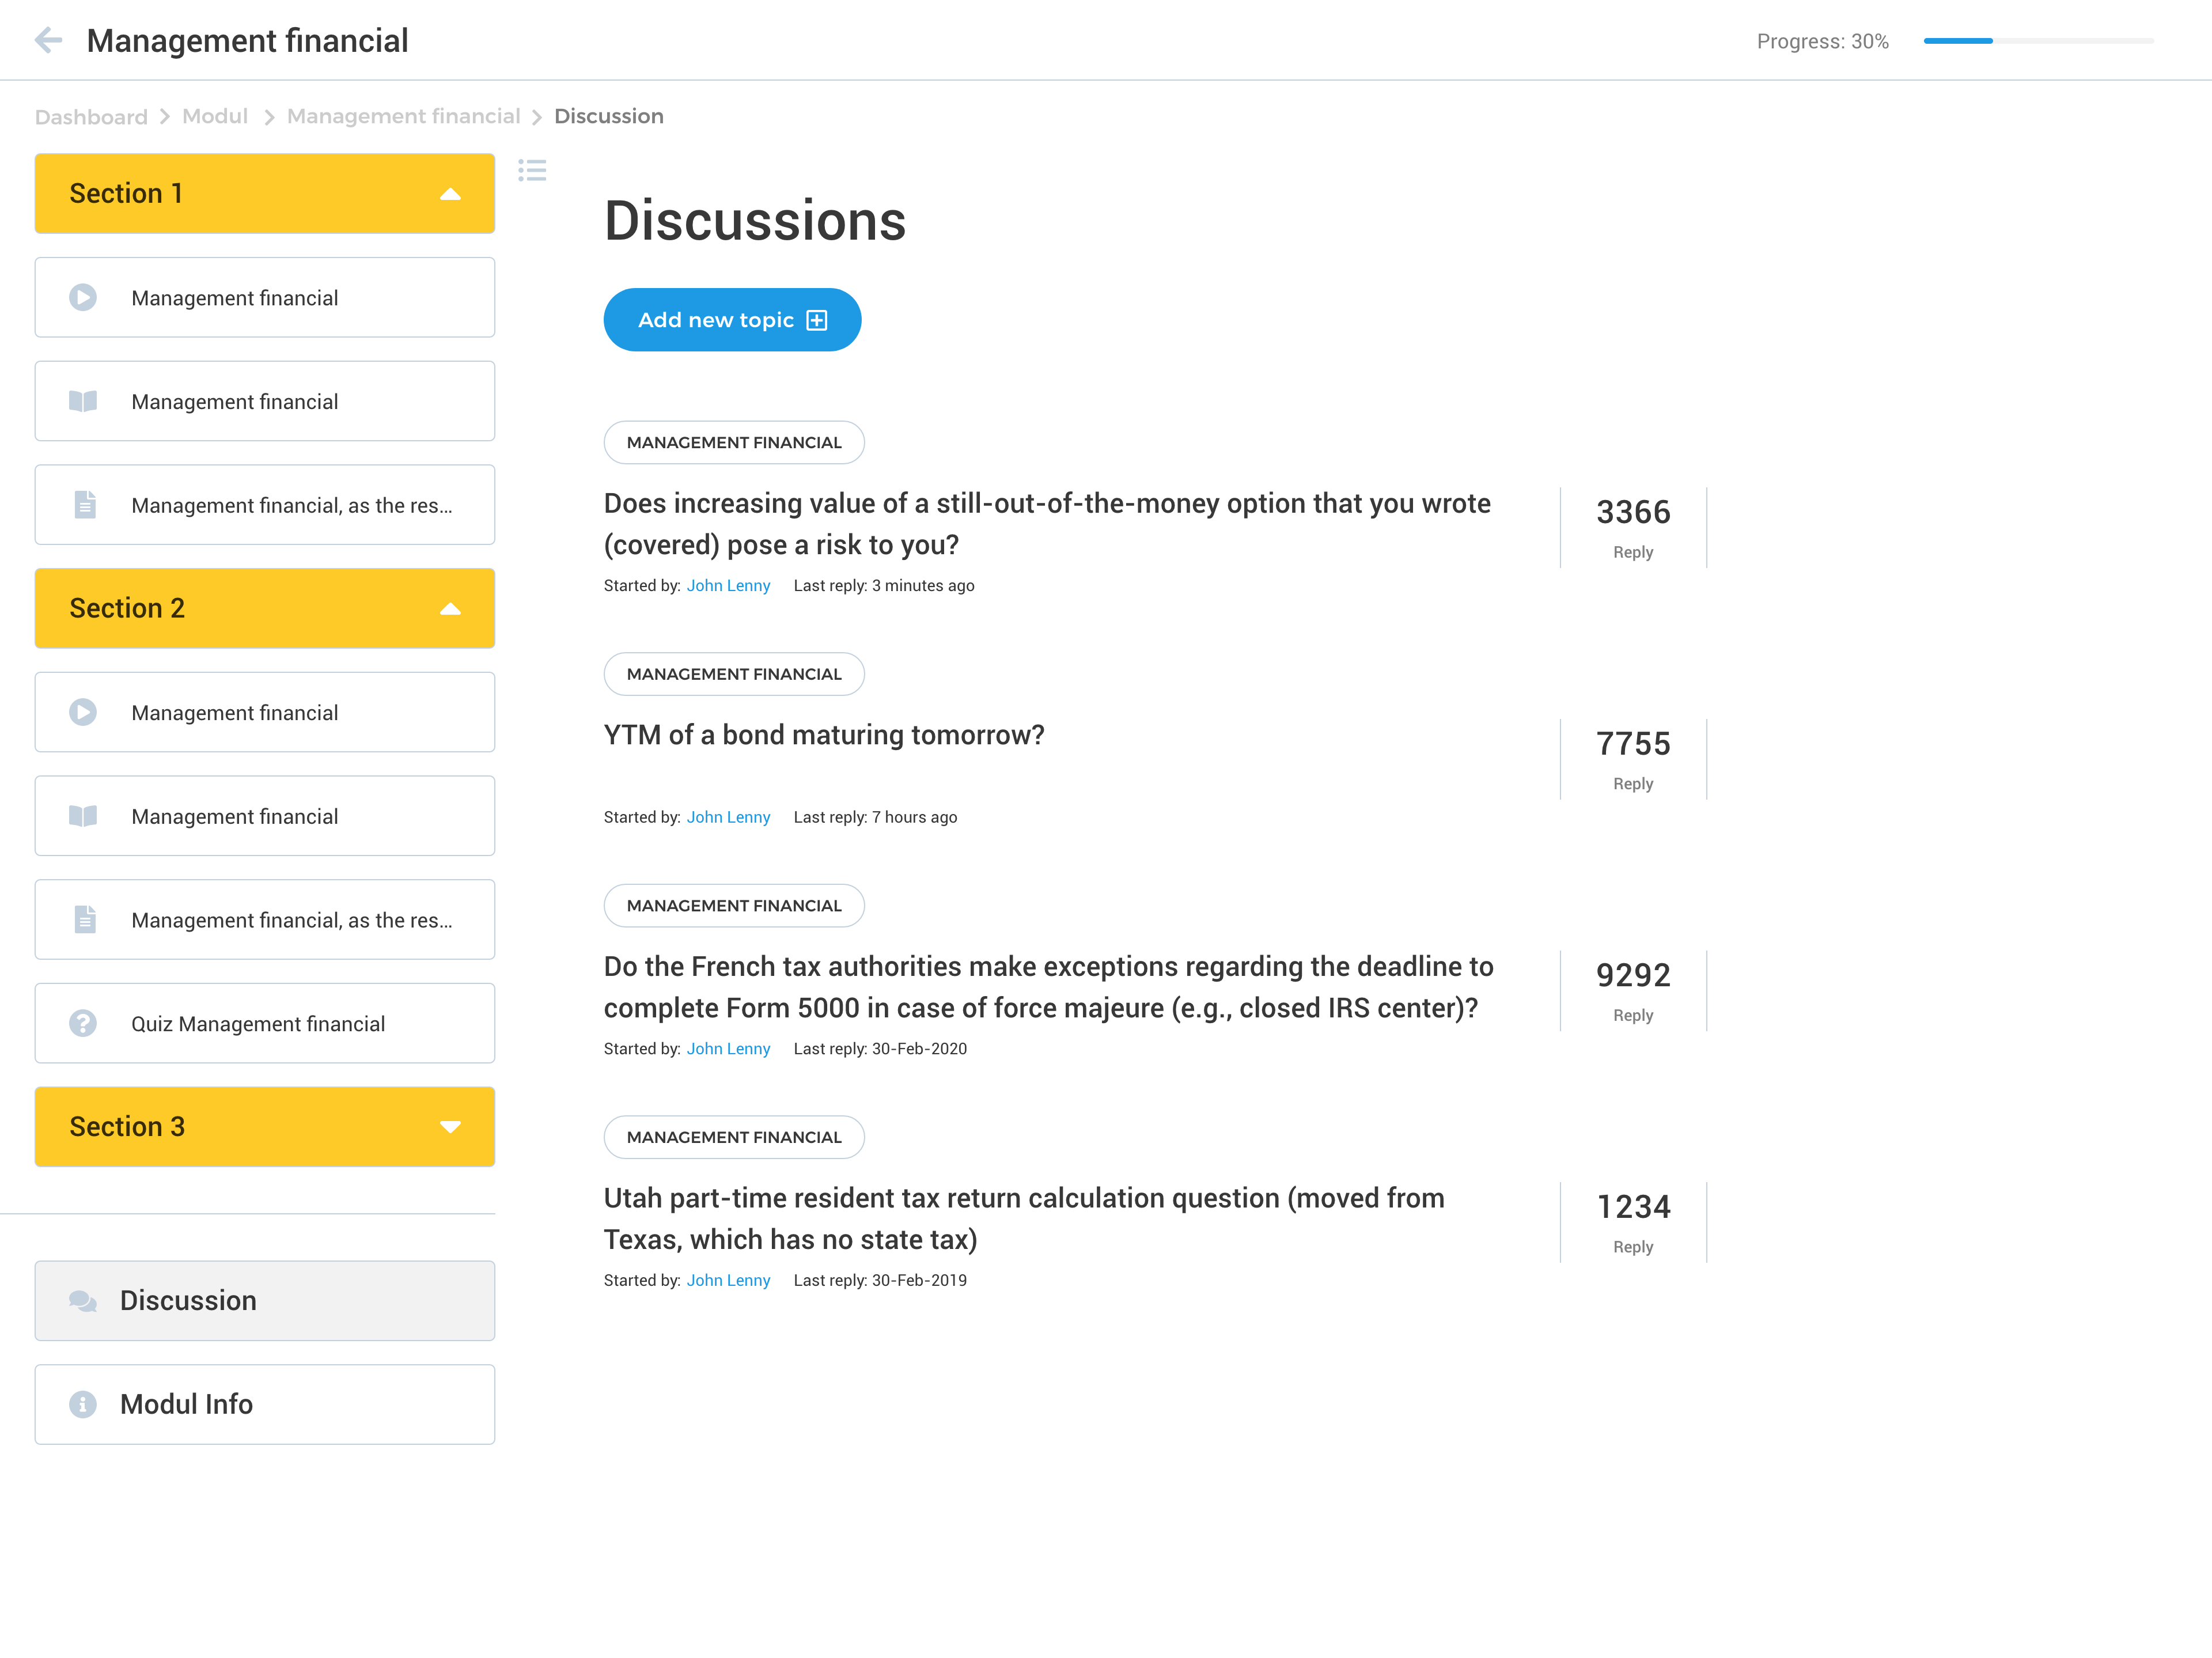 Management financial
Progress: 30%
Dashboard
Modul
Management financial
Discussion
Section 1
Management financial
Management financial
Management financial, as the res...
Section 2
Management financial
Management financial
Management financial, as the res...
Quiz Management financial
Section 3
Discussion
Modul Info
Discussions
Add new topic
MANAGEMENT FINANCIAL
Does increasing value of a still-out-of-the-money option that you wrote
(covered) pose a risk to you?
Started by: John Lenny Last reply: 3 minutes ago
3366
Reply
MANAGEMENT FINANCIAL
YTM of a bond maturing tomorrow?
Started by: John Lenny Last reply: 7 hours ago
7755
Reply
MANAGEMENT FINANCIAL
Do the French tax authorities make exceptions regarding the deadline to
complete Form 5000 in case of force majeure (e.g., closed IRS center)?
Started by: John Lenny Last reply: 30-Feb-2020
9292
Reply
MANAGEMENT FINANCIAL
Utah part-time resident tax return calculation question (moved from
Texas, which has no state tax)
Started by: John Lenny Last reply: 30-Feb-2019
1234
Reply